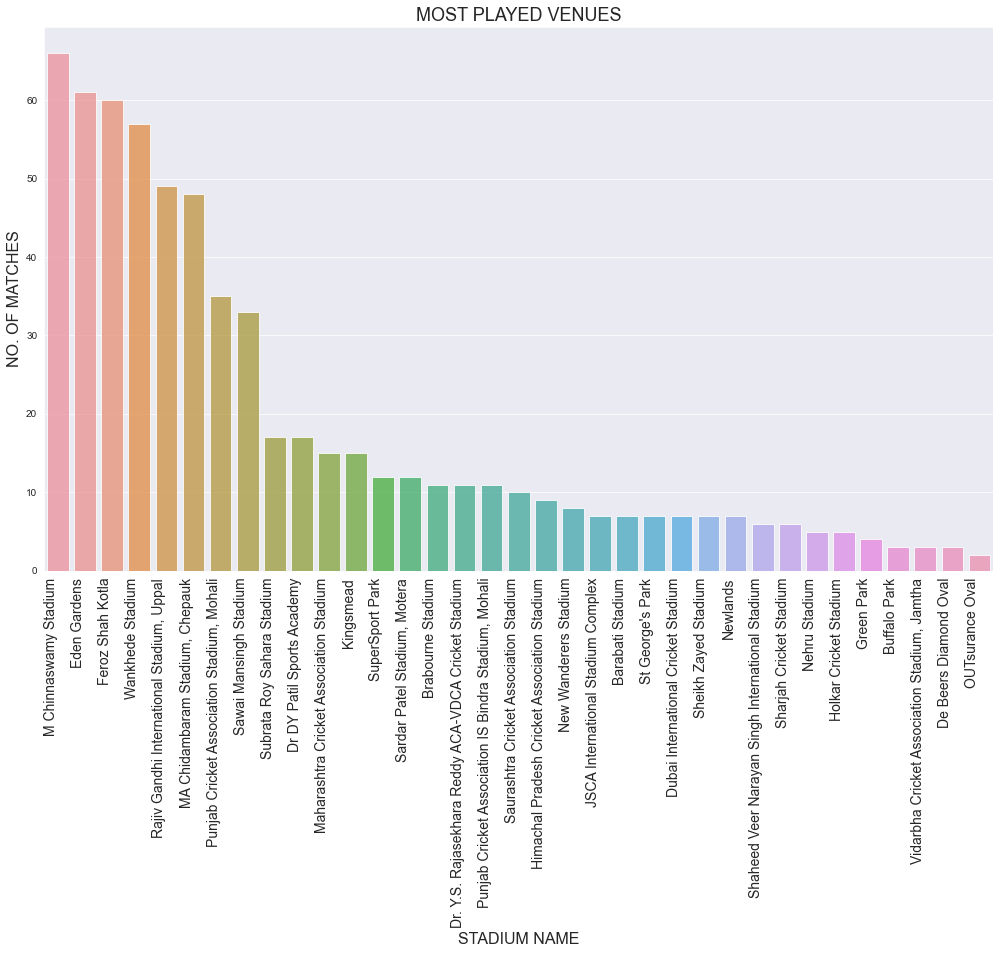 MOST PLAYED VENUES
NO. OF MATCHES
60
50
40
30
20
10
0
M Chinnaswamy Stadium
Eden Gardens
Feroz Shah Kotla
Wankhede Stadium
Rajiv Gandhi International Stadium, Uppal
MA Chidambaram Stadium, Chepauk
Punjab Cricket Association Stadium, Mohali
Sawai Mansingh Stadium
Subrata Roy Sahara Stadium
Dr DY Patil Sports Academy
Maharashtra Cricket Association Stadium
Kingsmead
SuperSport Park
Sardar Patel Stadium, Motera
Brabourne Stadium
Dr. Y.S. Rajasekhara Reddy ACA-VDCA Cricket Stadium
Punjab Cricket Association IS Bindra Stadium, Mohali
Saurashtra Cricket Association Stadium
Himachal Pradesh Cricket Association Stadium
New Wanderers Stadium
JSCA International Stadium Complex
Barabati Stadium
St George's Park
Dubai International Cricket Stadium
Sheikh Zayed Stadium
Newlands
Shaheed Veer Narayan Singh International Stadium
Sharjah Cricket Stadium
Nehru Stadium
Holkar Cricket Stadium
Green Park
Buffalo Park
Vidarbha Cricket Association Stadium, Jamtha
De Beers Diamond Oval
OUTsurance Oval
STADIUM NAME